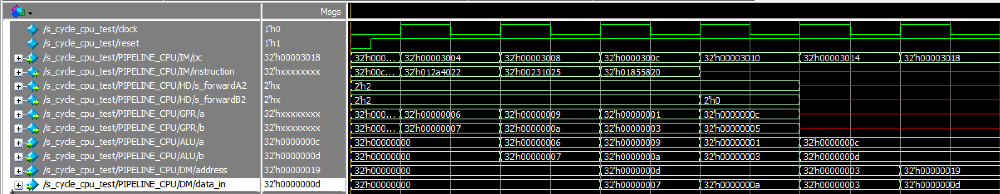 Msgs
/s_cycle_cpu_test/clock 1'h0
/s_cycle_cpu_test/reset 1'h1
/s_cycle_cpu_test/PIPELINE_CPU/IM/pc 32'h00003018 32'h000... 32'h00003004 32'h00003008 32'h0000300c 32'h00003010 32'h00003014 32'h00003018
/s_cycle_cpu_test/PIPELINE_CPU/IM/instruction 32'hxxxxxxxx 32'h00c... 32'h012a4022 32'h00231025 32'h01855820
/s_cycle_cpu_test/PIPELINE_CPU/HD/s_forwardA2 2'hx 2'h2
/s_cycle_cpu_test/PIPELINE_CPU/HD/s_forwardB2 2'hx 2'h2 2'h0
/s_cycle_cpu_test/PIPELINE_CPU/GPR/a 32'hxxxxxxxx 32'h000... 32'h00000006 32'h00000009 32'h00000001 32'h0000000c
/s_cycle_cpu_test/PIPELINE_CPU/GPR/b 32'hxxxxxxxx 32'h000... 32'h00000007 32'h0000000a 32'h00000003 32'h00000005
/s_cycle_cpu_test/PIPELINE_CPU/ALU/a 32'h0000000c 32'h00000000 32'h00000006 32'h00000009 32'h00000001 32'h0000000c
/s_cycle_cpu_test/PIPELINE_CPU/ALU/b 32'h0000000d 32'h00000000 32'h00000007 32'h0000000a 32'h00000003 32'h0000000d
/s_cycle_cpu_test/PIPELINE_CPU/DM/address 32'h00000019 32'h00000000 32'h0000000d 32'h00000003 32'h00000019
/s_cycle_cpu_test/PIPELINE_CPU/DM/data_in 32'h0000000d 32'h00000000 32'h00000007 32'h0000000a 32'h00000003 32'h0000000d